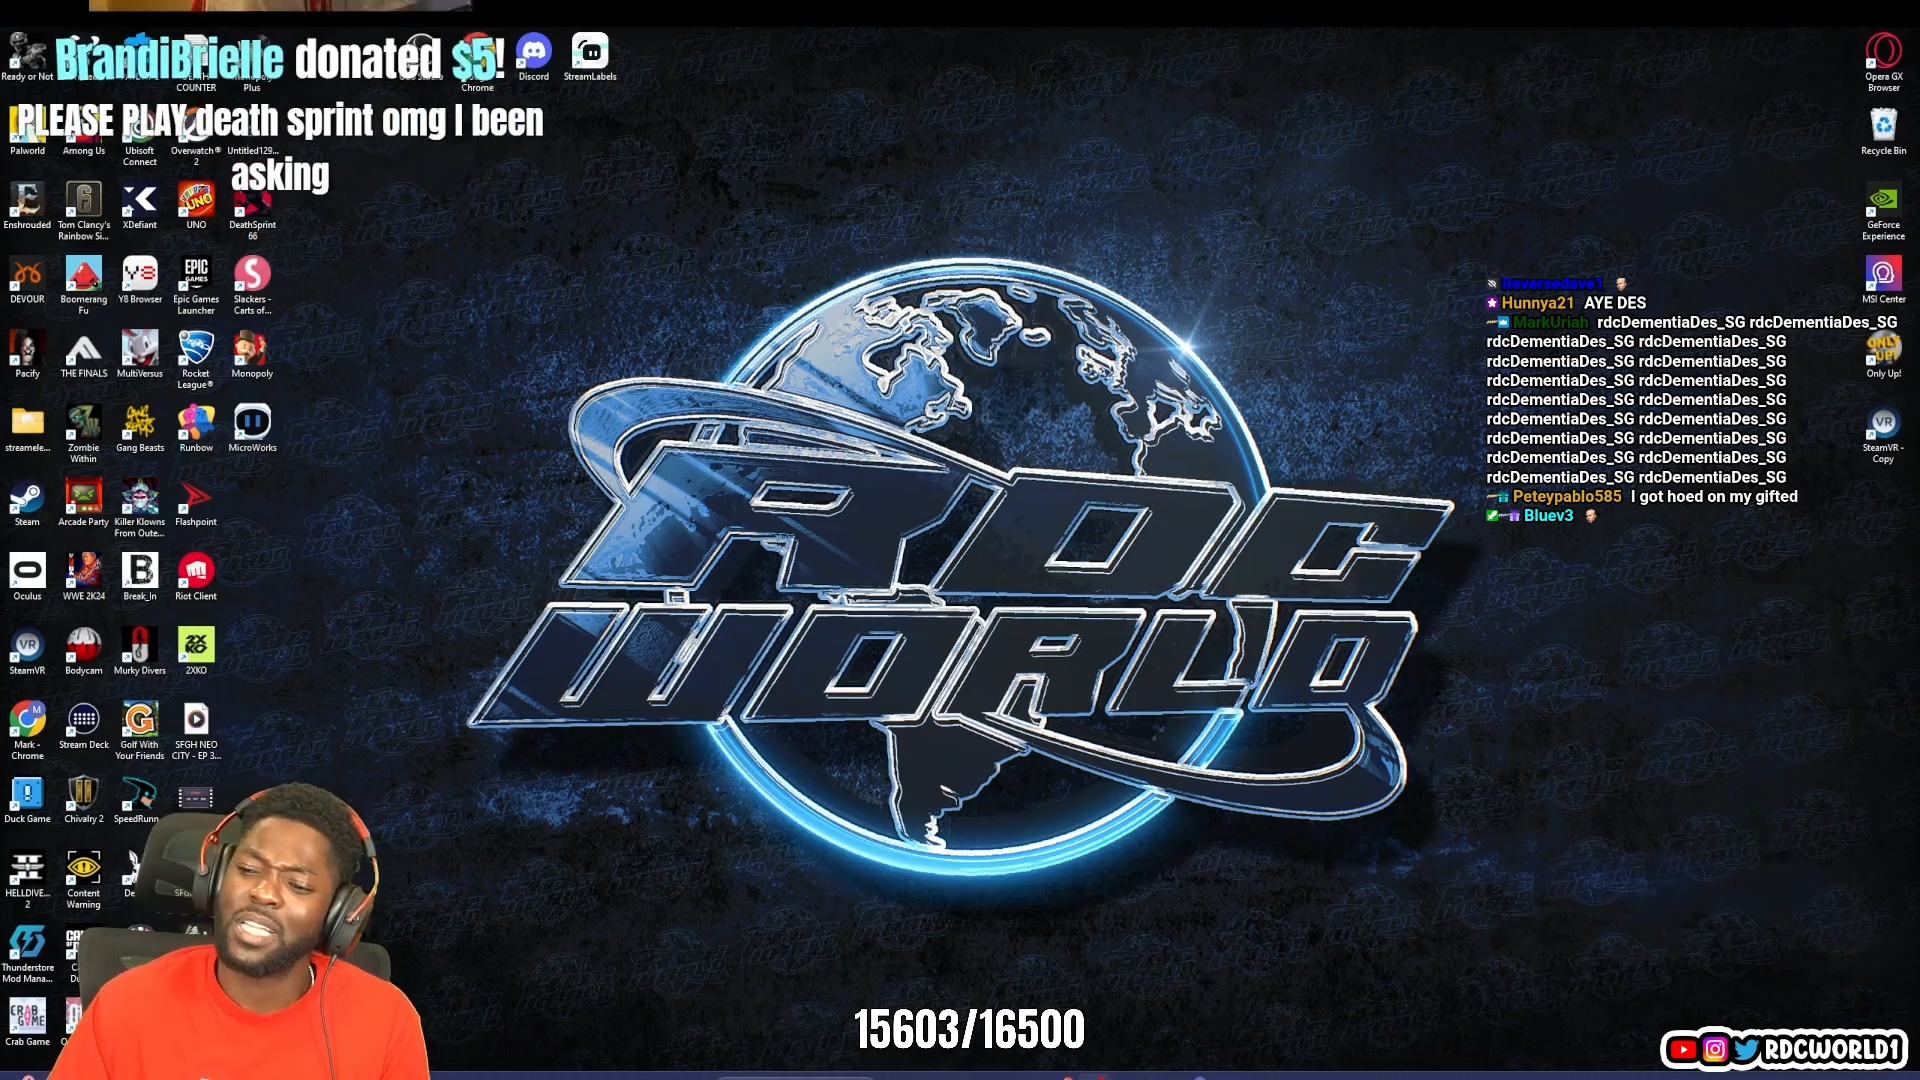 BrandiBrielle donated $5!
PLEASE PLAY death sprint omg I been
asking
Ready or Not
COUNTER
Plus
Chrome
Discord
StreamLabels
Opera GX
Browser
Palworld
Among Us
Ubisoft
Connect
Overwatch®
2
Untitled129...
Recycle Bin
Enshrouded
Tom Clancy's
Rainbow Si...
XDefiant
UNO
DeathSprint
66
GeForce
Experience
DEVOUR
Boomerang
Fu
Y8 Browser
EPIC
GAMES
Epic Games
Launcher
Slackers -
Carts of...
MSI Center
Reversedave1
Hunnya21 AYE DES
MarkUriah rdcDementiaDes_SG rdcDementiaDes_SG
rdcDementiaDes_SG rdcDementiaDes_SG
rdcDementiaDes_SG rdcDementiaDes_SG
rdcDementiaDes_SG rdcDementiaDes_SG
rdcDementiaDes_SG rdcDementiaDes_SG
rdcDementiaDes_SG rdcDementiaDes_SG
rdcDementiaDes_SG rdcDementiaDes_SG
rdcDementiaDes_SG rdcDementiaDes_SG
rdcDementiaDes_SG rdcDementiaDes_SG
Peteypablo585 I got hoed on my gifted
Bluev3
Pacify
THE FINALS
MultiVersus
Rocket
League®
Monopoly
ONLY
UP!
Only Up!
streamele...
Zombie
Within
Gang Beasts
Runbow
MicroWorks
VR
SteamVR -
Copy
Steam
Arcade Party
Killer Klowns
From Oute...
Flashpoint
Oculus
WWE 2K24
Break_In
Riot Client
SteamVR
Bodycam
Murky Divers
2XKO
Mark -
Chrome
Stream Deck
Golf With
Your Friends
SFGH NEO
CITY - EP 3...
Duck Game
Chivalry 2
SpeedRunn
HELLDIVE...
2
Content
Warning
Thunderstore
Mod Mana...
CRAB
GAME
Crab Game
RDC
WORLD
15603/16500
RDCWORLD1